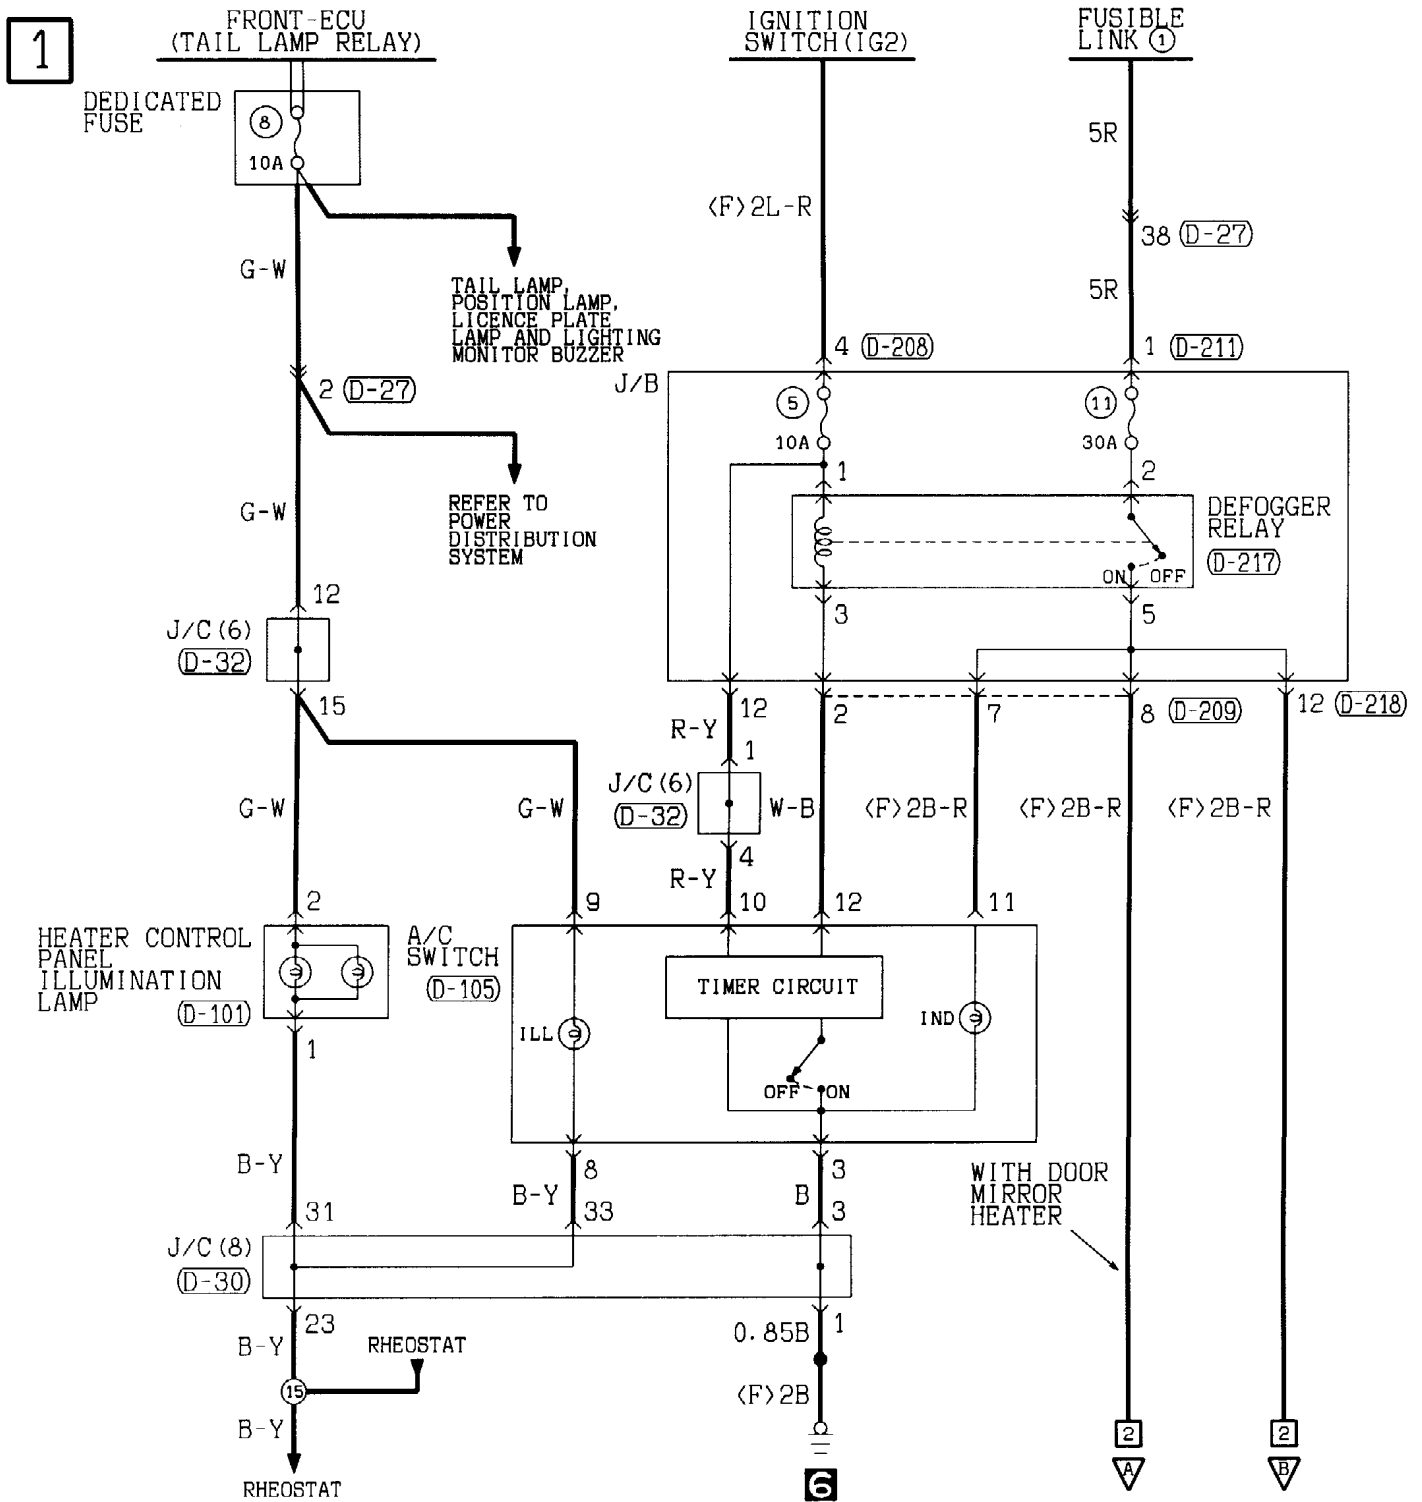 1
FRONT-ECU
(TAIL LAMP RELAY)
IGNITION
SWITCH(IG2)
FUSIBLE
LINK ①
DEDICATED
FUSE
8
10A
5R
<F>2L-R
38 (D-27)
G-W
5R
TAIL LAMP,
POSITION LAMP,
LICENCE PLATE
LAMP AND LIGHTING
MONITOR BUZZER
4 (D-208)
1 (D-211)
J/B
2 (D-27)
5
10A
11
30A
1
2
REFER TO
POWER
DISTRIBUTION
SYSTEM
G-W
DEFOGGER
RELAY
(D-217)
ON
OFF
3
5
12
J/C(6)
(D-32)
15
12
2
7
8 (D-209)
12 (D-218)
R-Y
1
J/C(6)
(D-32)
G-W
G-W
W-B
<F>2B-R
<F>2B-R
<F>2B-R
4
R-Y
2
9
10
12
11
HEATER CONTROL
PANEL
ILLUMINATION
LAMP
(D-101)
A/C
SWITCH
(D-105)
TIMER CIRCUIT
ILL
IND
OFF
ON
1
8
3
B-Y
B-Y
B
WITH DOOR
MIRROR
HEATER
31
33
3
J/C(8)
(D-30)
23
1
B-Y
RHEOSTAT
0.85B
15
<F>2B
B-Y
RHEOSTAT
6
2
A
2
B